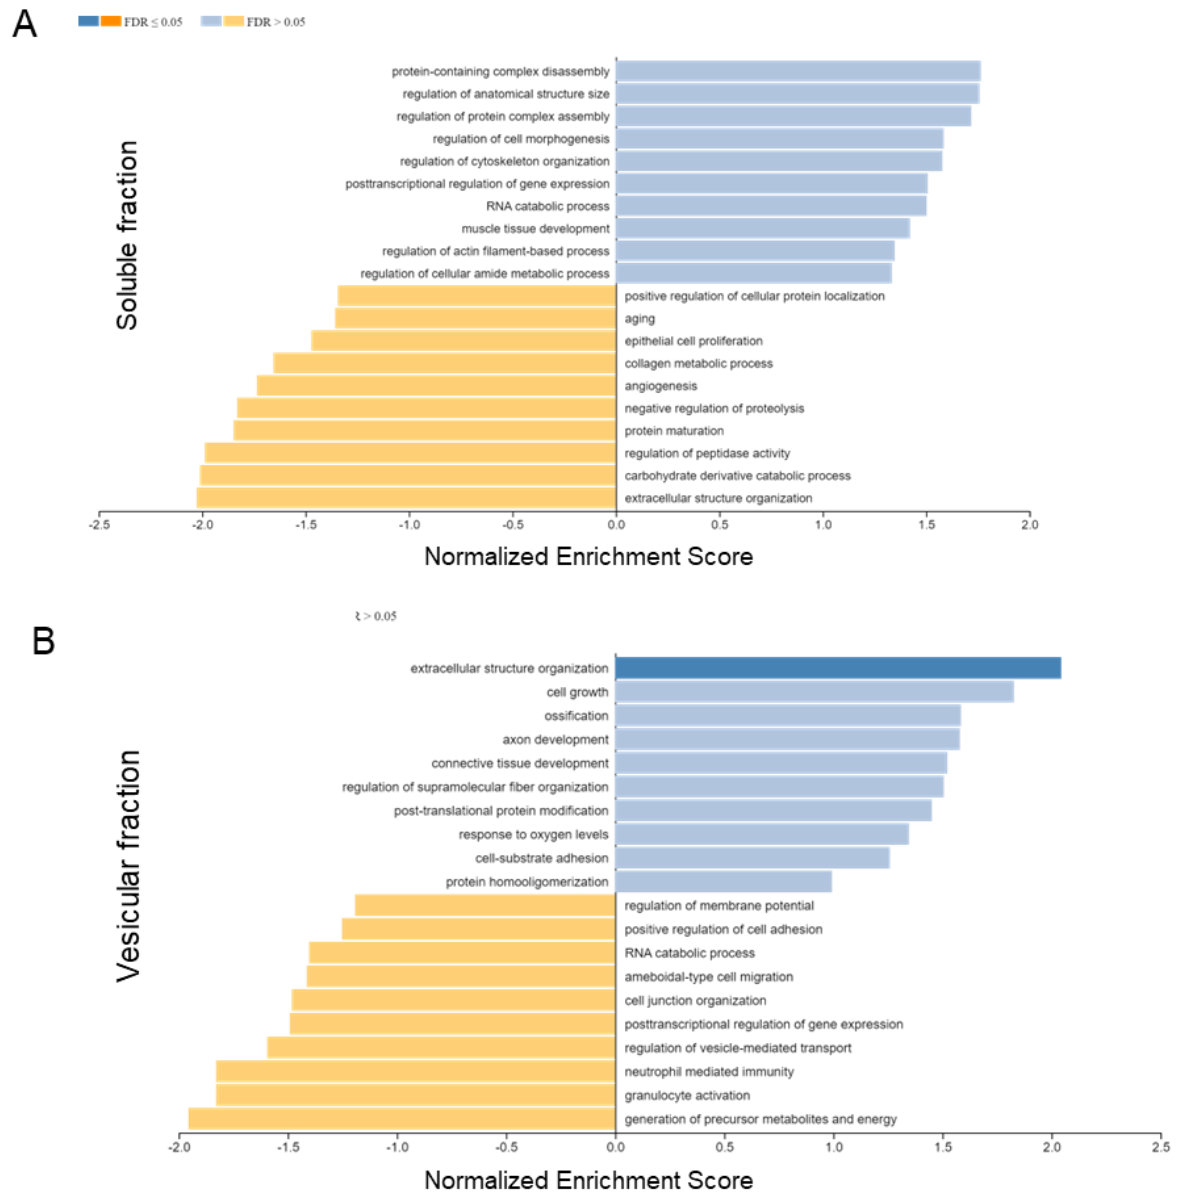 A
FDR ≤ 0.05 FDR > 0.05
Soluble fraction
protein-containing complex disassembly
regulation of anatomical structure size
regulation of protein complex assembly
regulation of cell morphogenesis
regulation of cytoskeleton organization
posttranscriptional regulation of gene expression
RNA catabolic process
muscle tissue development
regulation of actin filament-based process
regulation of cellular amide metabolic process
positive regulation of cellular protein localization
aging
epithelial cell proliferation
collagen metabolic process
angiogenesis
negative regulation of proteolysis
protein maturation
regulation of peptidase activity
carbohydrate derivative catabolic process
extracellular structure organization
-2.5 -2.0 -1.5 -1.0 -0.5 0.0 0.5 1.0 1.5 2.0
Normalized Enrichment Score
> 0.05
B
Vesicular fraction
extracellular structure organization
cell growth
ossification
axon development
connective tissue development
regulation of supramolecular fiber organization
post-translational protein modification
response to oxygen levels
cell-substrate adhesion
protein homooligomerization
regulation of membrane potential
positive regulation of cell adhesion
RNA catabolic process
ameboidal-type cell migration
cell junction organization
posttranscriptional regulation of gene expression
regulation of vesicle-mediated transport
neutrophil mediated immunity
granulocyte activation
generation of precursor metabolites and energy
-2.0 -1.5 -1.0 -0.5 0.0 0.5 1.0 1.5 2.0 2.5
Normalized Enrichment Score